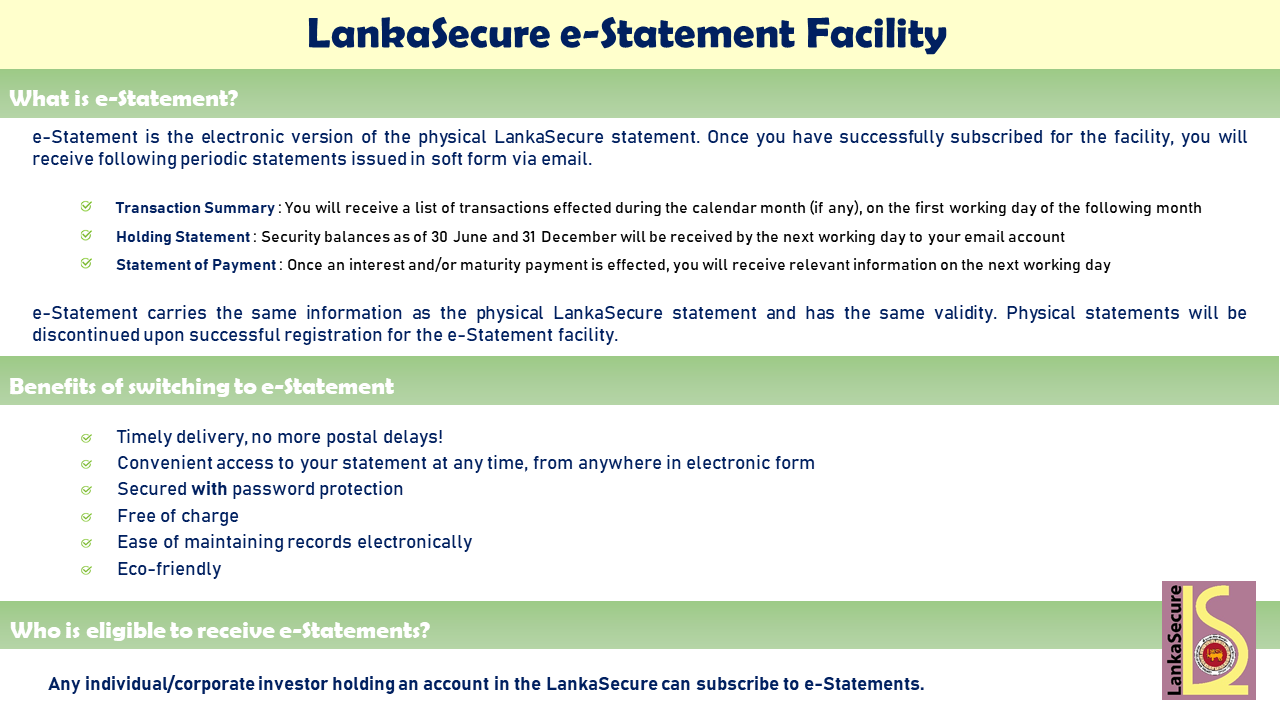 LankaSecure e-Statement Facility
What is e-Statement?
e-Statement is the electronic version of the physical LankaSecure statement. Once you have successfully subscribed for the facility, you will
receive following periodic statements issued in soft form via email.
Transaction Summary : You will receive a list of transactions effected during the calendar month (if any), on the first working day of the following month
Holding Statement : Security balances as of 30 June and 31 December will be received by the next working day to your email account
Statement of Payment : Once an interest and/or maturity payment is effected, you will receive relevant information on the next working day
e-Statement carries the same information as the physical LankaSecure statement and has the same validity. Physical statements will be
discontinued upon successful registration for the e-Statement facility.
Benefits of switching to e-Statement
Timely delivery, no more postal delays!
Convenient access to your statement at any time, from anywhere in electronic form
Secured with password protection
Free of charge
Ease of maintaining records electronically
Eco-friendly
Who is eligible to receive e-Statements?
Any individual/corporate investor holding an account in the LankaSecure can subscribe to e-Statements.
LankaSecure
LS